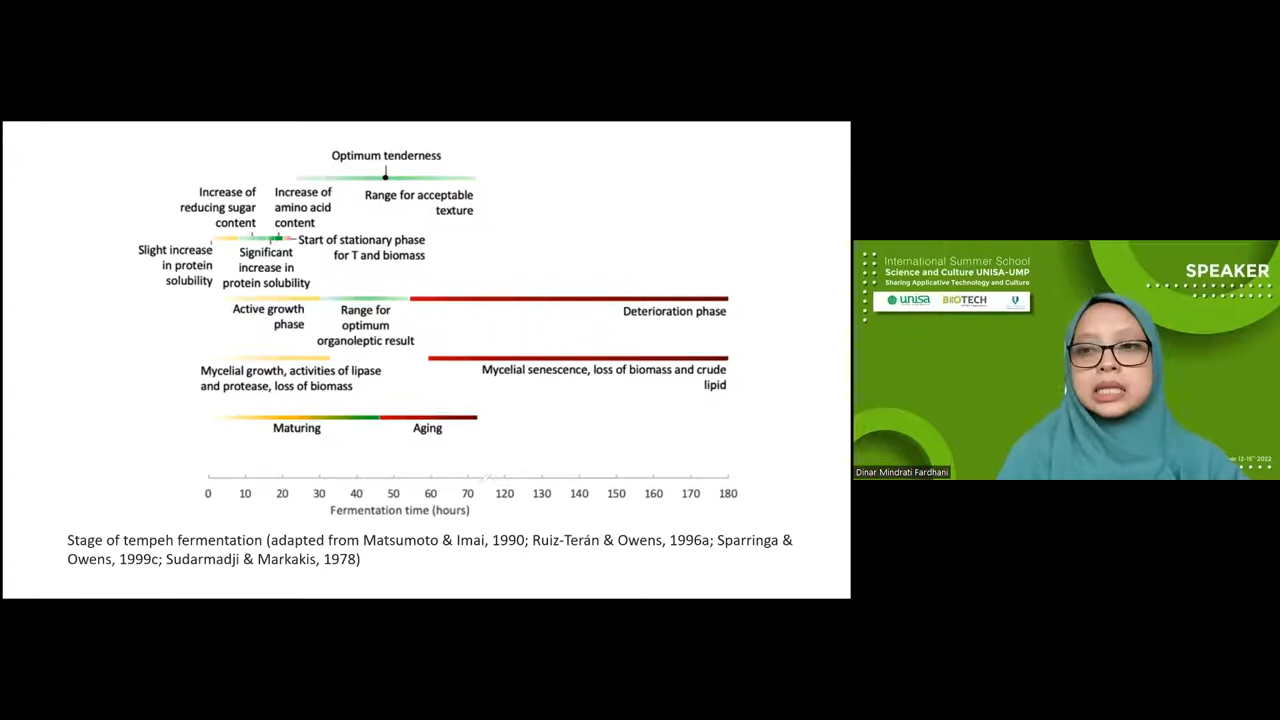 Optimum tenderness
Range for acceptable
texture
Increase of
reducing sugar
content
Increase of
amino acid
content
Slight increase
in protein
solubility
Significant
increase in
protein solubility
Start of stationary phase
for T and biomass
Active growth
phase
Range for
optimum
organoleptic result
Deterioration phase
Mycelial growth, activities of lipase
and protease, loss of biomass
Mycelial senescence, loss of biomass and crude
lipid
Maturing
Aging
0 10 20 30 40 50 60 70 120 130 140 150 160 170 180
Fermentation time (hours)
Stage of tempeh fermentation (adapted from Matsumoto & Imai, 1990; Ruiz-Terán & Owens, 1996a; Sparringa &
Owens, 1999c; Sudarmadji & Markakis, 1978)
International Summer School
Science and Culture UNISA-UMP
Sharing Applicative Technology and Culture
unisa
BIOTECH
SPEAKER
2022
Dinar Mindrati Fardhani